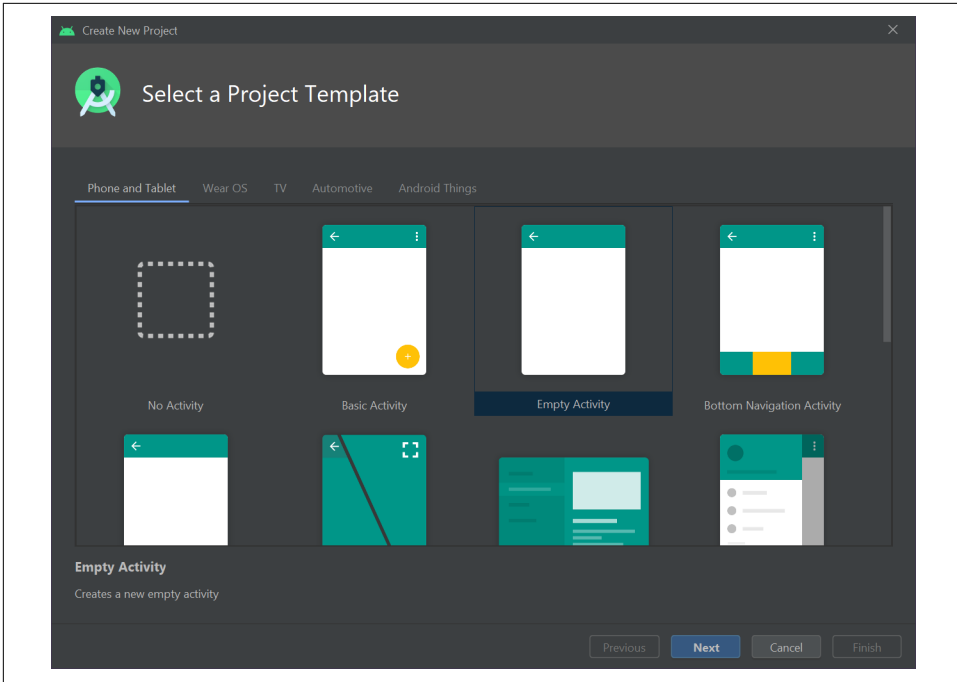 Create New Project
Select a Project Template
Phone and Tablet Wear OS TV Automotive Android Things
No Activity Basic Activity Empty Activity Bottom Navigation Activity
Empty Activity
Creates a new empty activity
Previous Next Cancel Finish